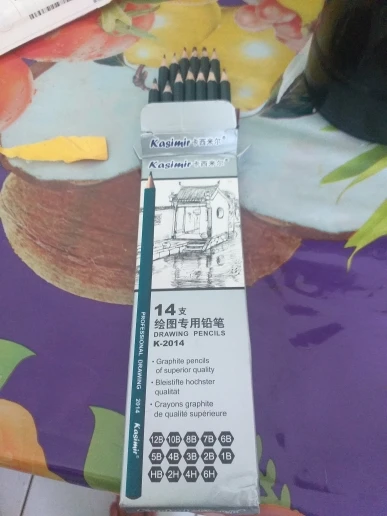 Kasimir 卡西米尔
Kasimir 卡西米尔
14支
绘图专用铅笔
DRAWING PENCILS
K-2014
· Graphite pencils
of superior quality
· Bleistifte hochster
qualitat
· Crayons graphite
de qualité supérieure
12B 10B 8B 7B 6B
5B 4B 3B 2B 1B
HB 2H 4H 6H
PROFESSIONAL DRAWING 2014 Kasimir